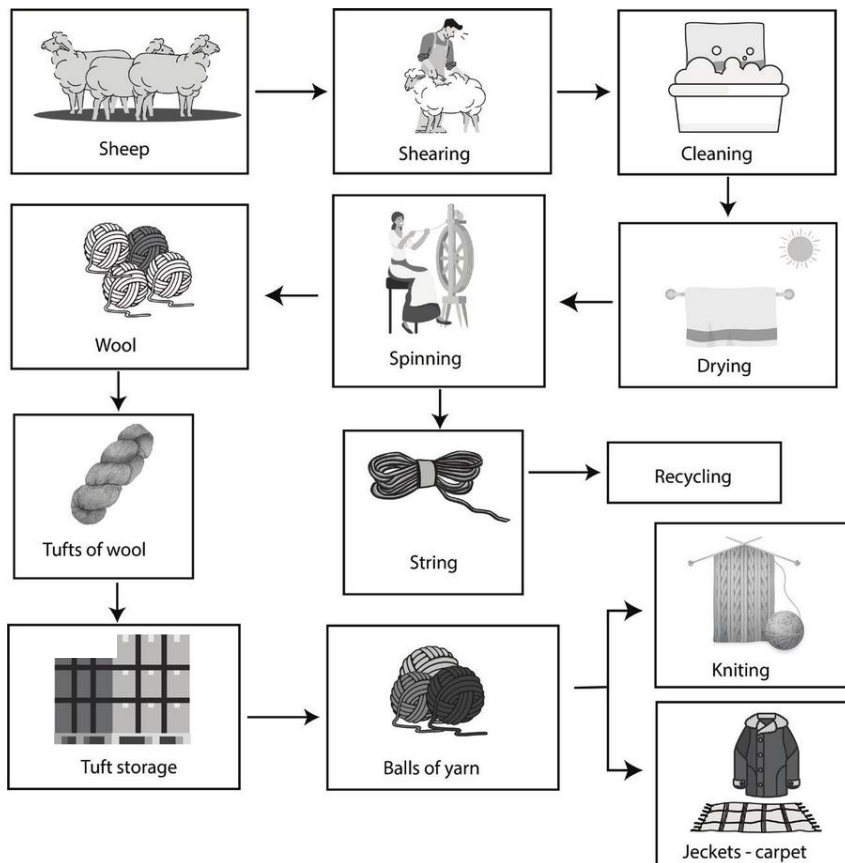 Sheep
Shearing
Cleaning
Drying
Spinning
Wool
Tufts of wool
String
Recycling
Tuft storage
Balls of yarn
Kniting
Jeckets - carpet